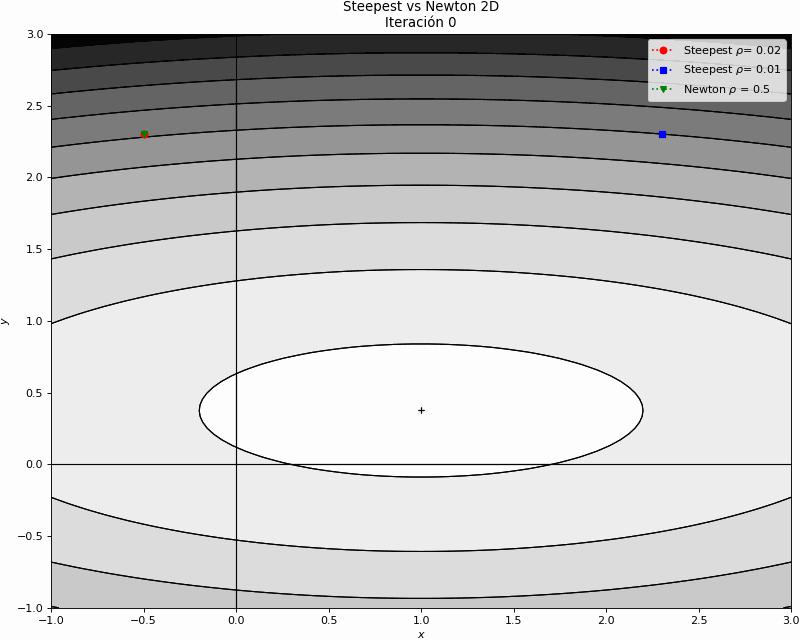 Steepest vs Newton 2D
Iteración 0
Steepest ρ= 0.02
Steepest ρ= 0.01
Newton ρ = 0.5
3.0
2.5
2.0
1.5
1.0
0.5
0.0
−0.5
−1.0
y
−1.0 −0.5 0.0 0.5 1.0 1.5 2.0 2.5 3.0
x